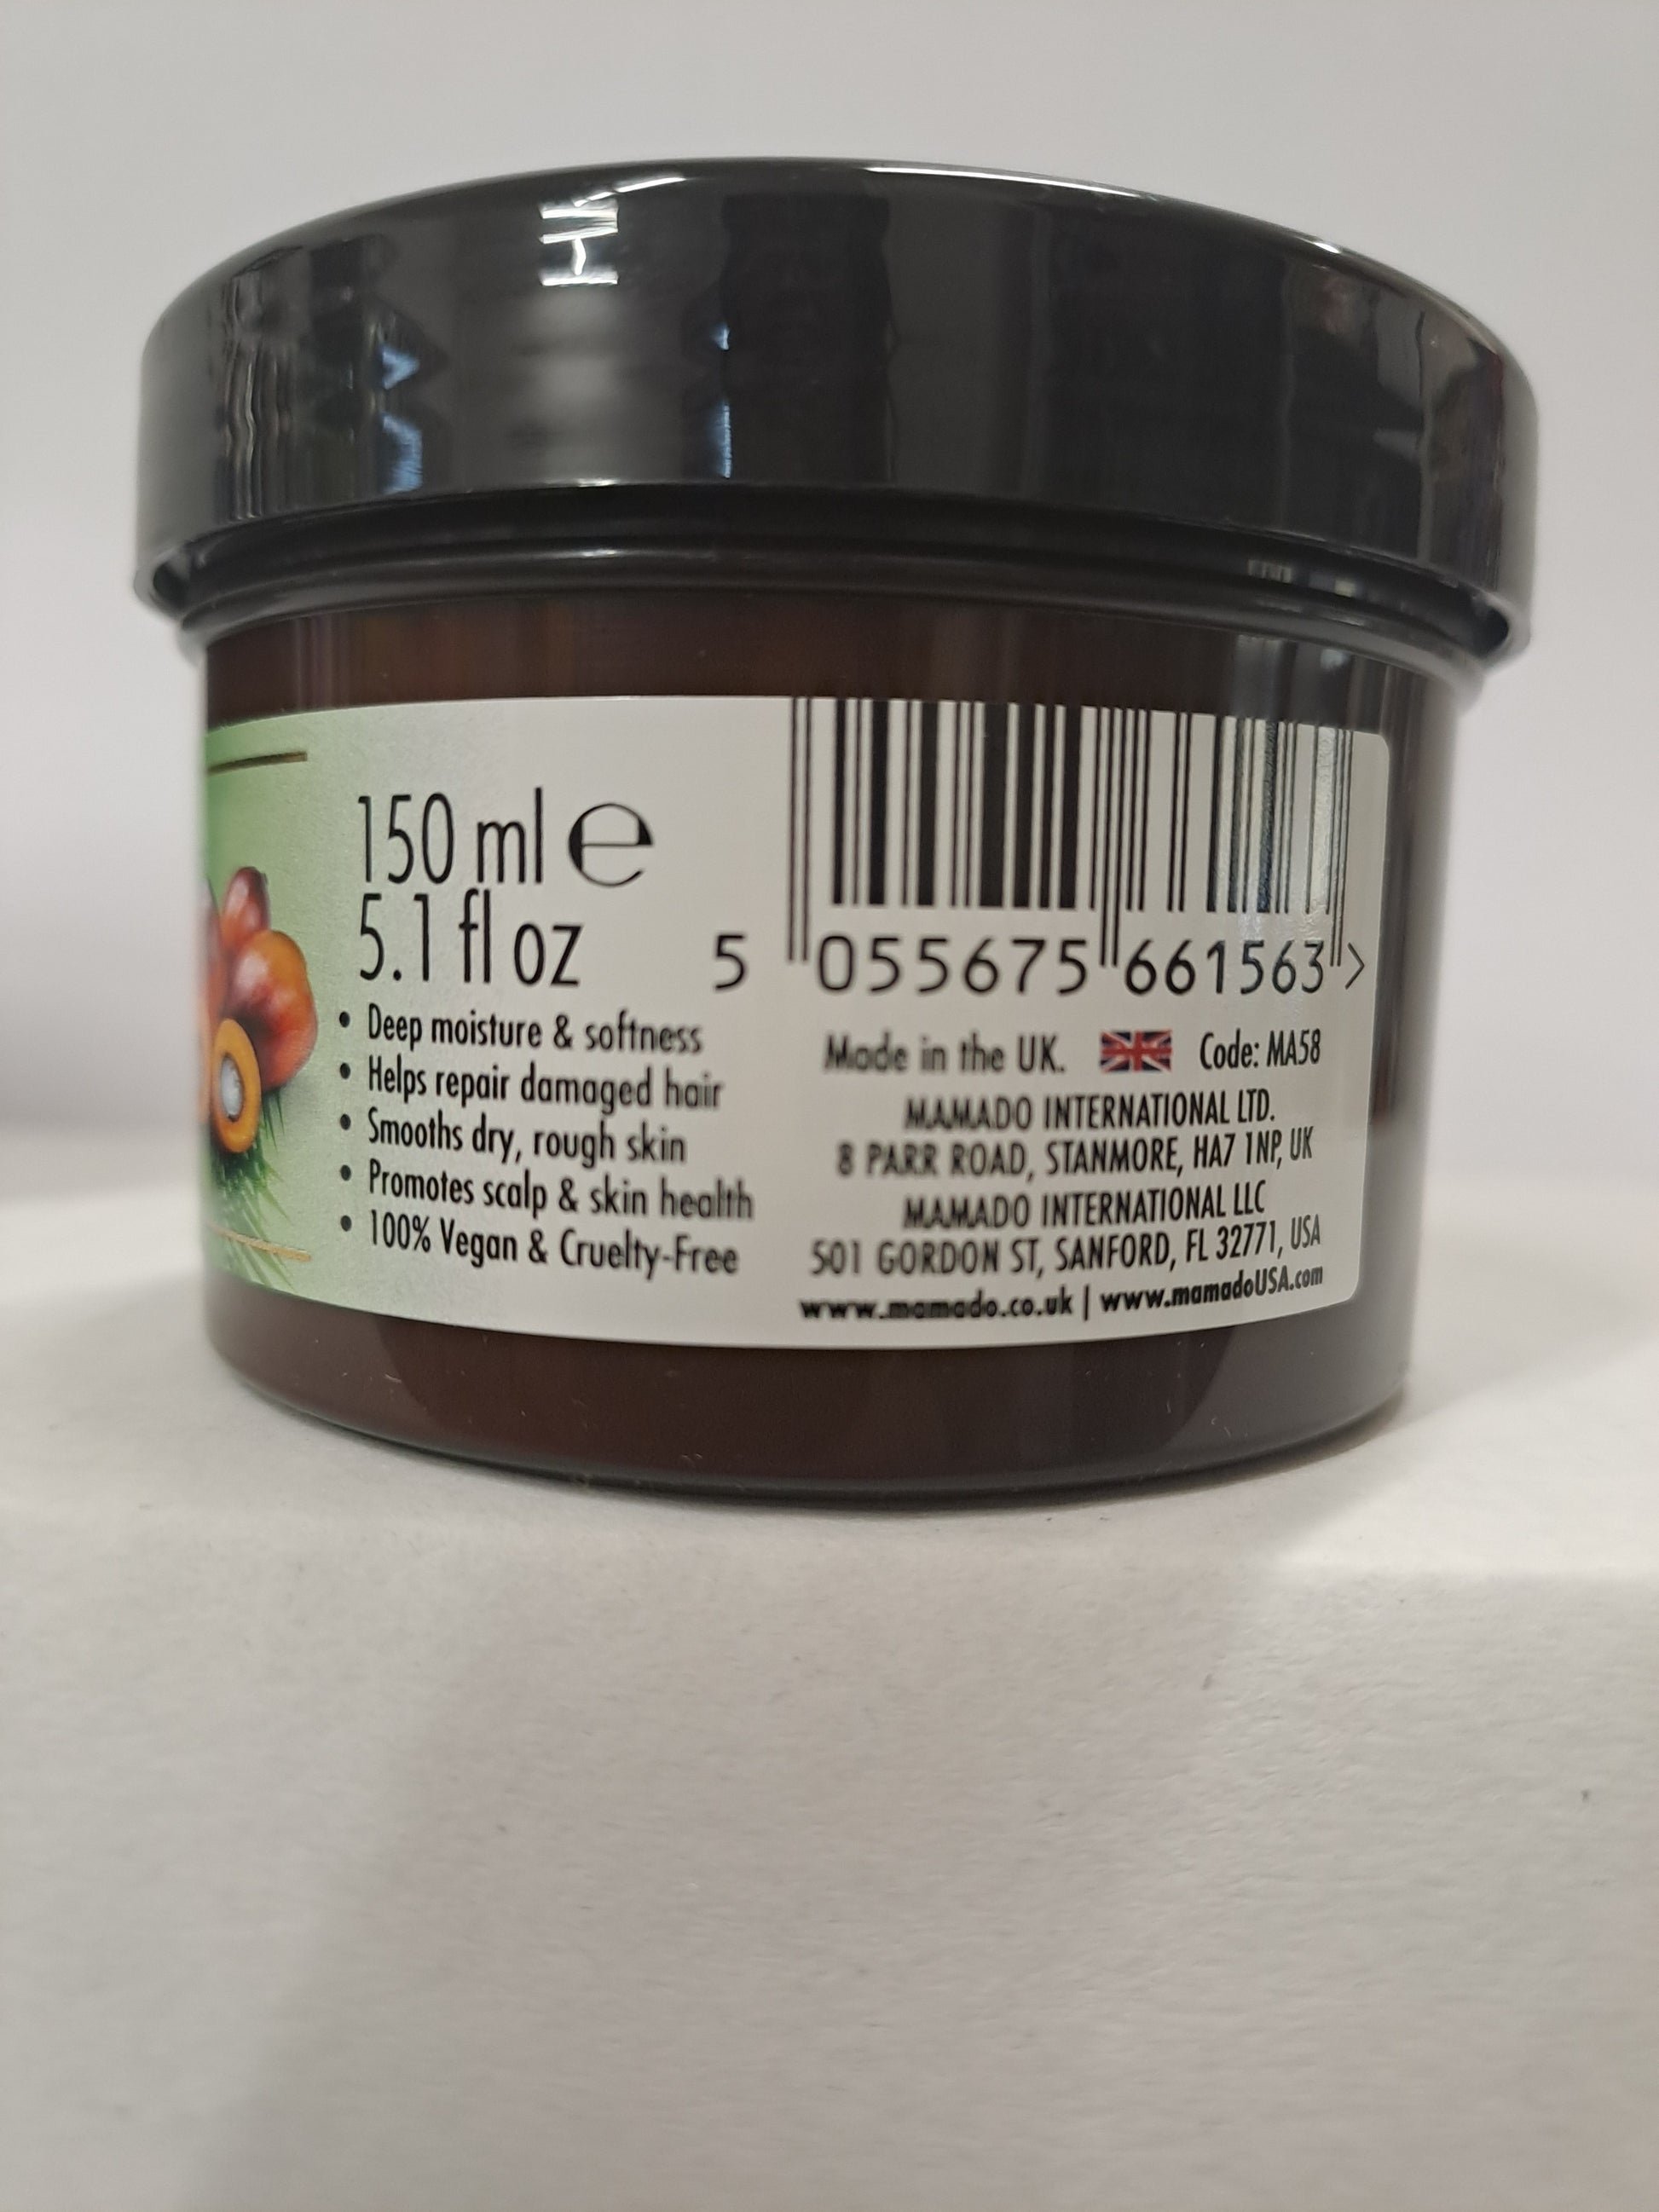 150 ml e
5.1 fl oz
• Deep moisture & softness
• Helps repair damaged hair
• Smooths dry, rough skin
• Promotes scalp & skin health
• 100% Vegan & Cruelty-Free
5 055675 661563 >
Made in the UK. Code: MA58
MAMADO INTERNATIONAL LTD.
8 PARR ROAD, STANMORE, HA7 1NP, UK
MAMADO INTERNATIONAL LLC
501 GORDON ST, SANFORD, FL 32771, USA
www.mamado.co.uk | www.mamadoUSA.com